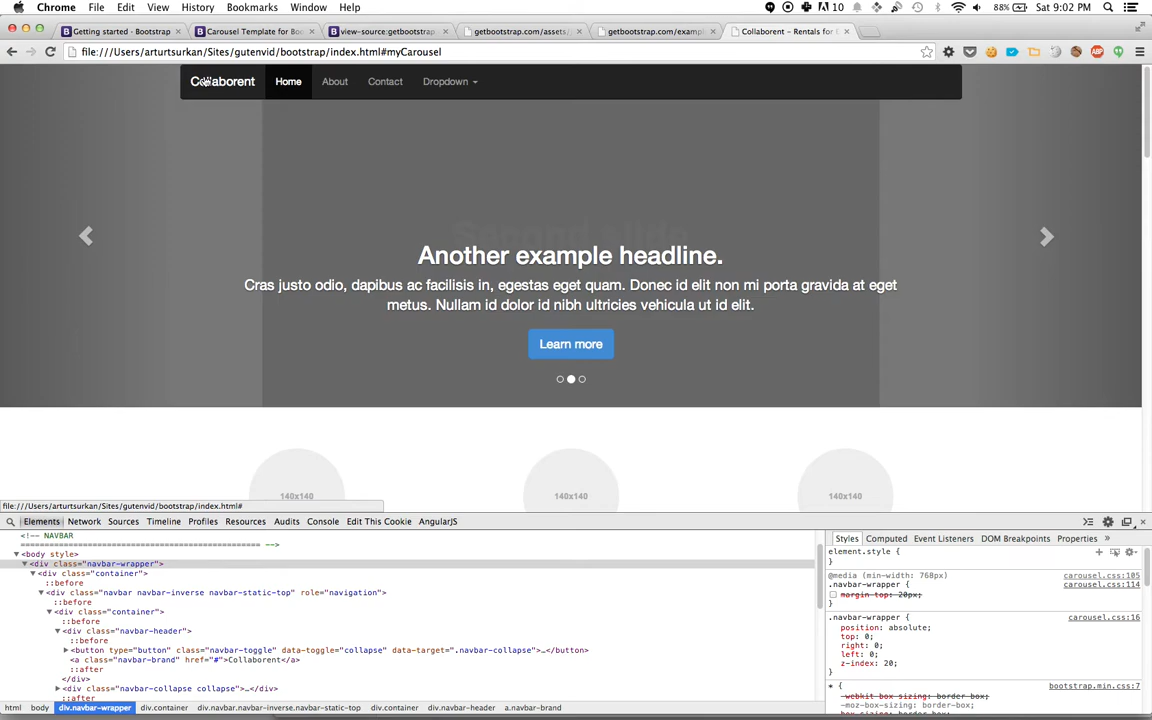 Chrome File Edit View History Bookmarks Window Help 10 88% Sat 9:02 PM
Getting started · Bootstrap × Carousel Template for Boo × view-source:getbootstrap × getbootstrap.com/assets/ × getbootstrap.com/examp × Collaborent – Rentals for E ×
file:///Users/arturtsurkan/Sites/gutenvid/bootstrap/index.html#myCarousel
Collaborent Home About Contact Dropdown
Second slide
Another example headline.
Cras justo odio, dapibus ac facilisis in, egestas eget quam. Donec id elit non mi porta gravida at eget
metus. Nullam id dolor id nibh ultricies vehicula ut id elit.
Learn more
140x140 140x140 140x140
file:///Users/arturtsurkan/Sites/gutenvid/bootstrap/index.html#
Elements Network Sources Timeline Profiles Resources Audits Console Edit This Cookie AngularJS
<!-- NAVBAR
================================================== -->
<body style>
<div class="navbar-wrapper">
<div class="container">
::before
<div class="navbar navbar-inverse navbar-static-top" role="navigation">
::before
<div class="container">
::before
<div class="navbar-header">
::before
<button type="button" class="navbar-toggle" data-toggle="collapse" data-target=".navbar-collapse">…</button>
<a class="navbar-brand" href="#">Collaborent</a>
::after
</div>
<div class="navbar-collapse collapse">…</div>
::after
html body div.navbar-wrapper div.container div.navbar.navbar-inverse.navbar-static-top div.container div.navbar-header a.navbar-brand
Styles Computed Event Listeners DOM Breakpoints Properties »
element.style {
}
@media (min-width: 768px) carousel.css:105
.navbar-wrapper { carousel.css:114
margin-top: 20px;
}
.navbar-wrapper { carousel.css:16
position: absolute;
top: 0;
right: 0;
left: 0;
z-index: 20;
}
* { bootstrap.min.css:7
-webkit-box-sizing: border-box;
-moz-box-sizing: border-box;
box-sizing: border-box;